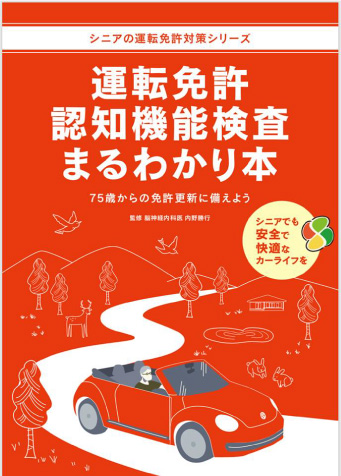 シニアの運転免許対策シリーズ
運転免許
認知機能検査
まるわかり本
75歳からの免許更新に備えよう
監修 脳神経内科医 内野勝行
シニアでも
安全で
快適な
カーライフを